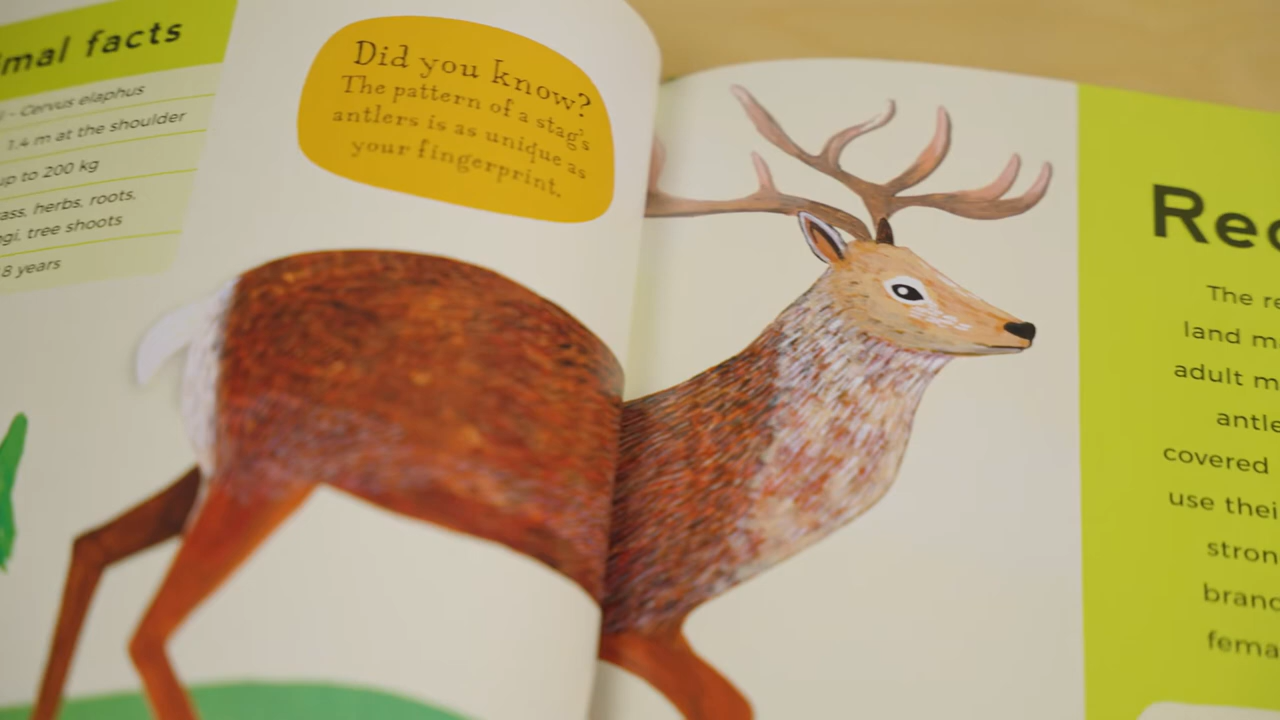 mal facts
- Cervus elaphus
1.4 m at the shoulder
up to 200 kg
ass, herbs, roots,
gi, tree shoots
8 years
Did you know?
The pattern of a stag's
antlers is as unique as
your fingerprint.
Red
The re
land m
adult m
antle
covered
use thei
stron
branc
fema